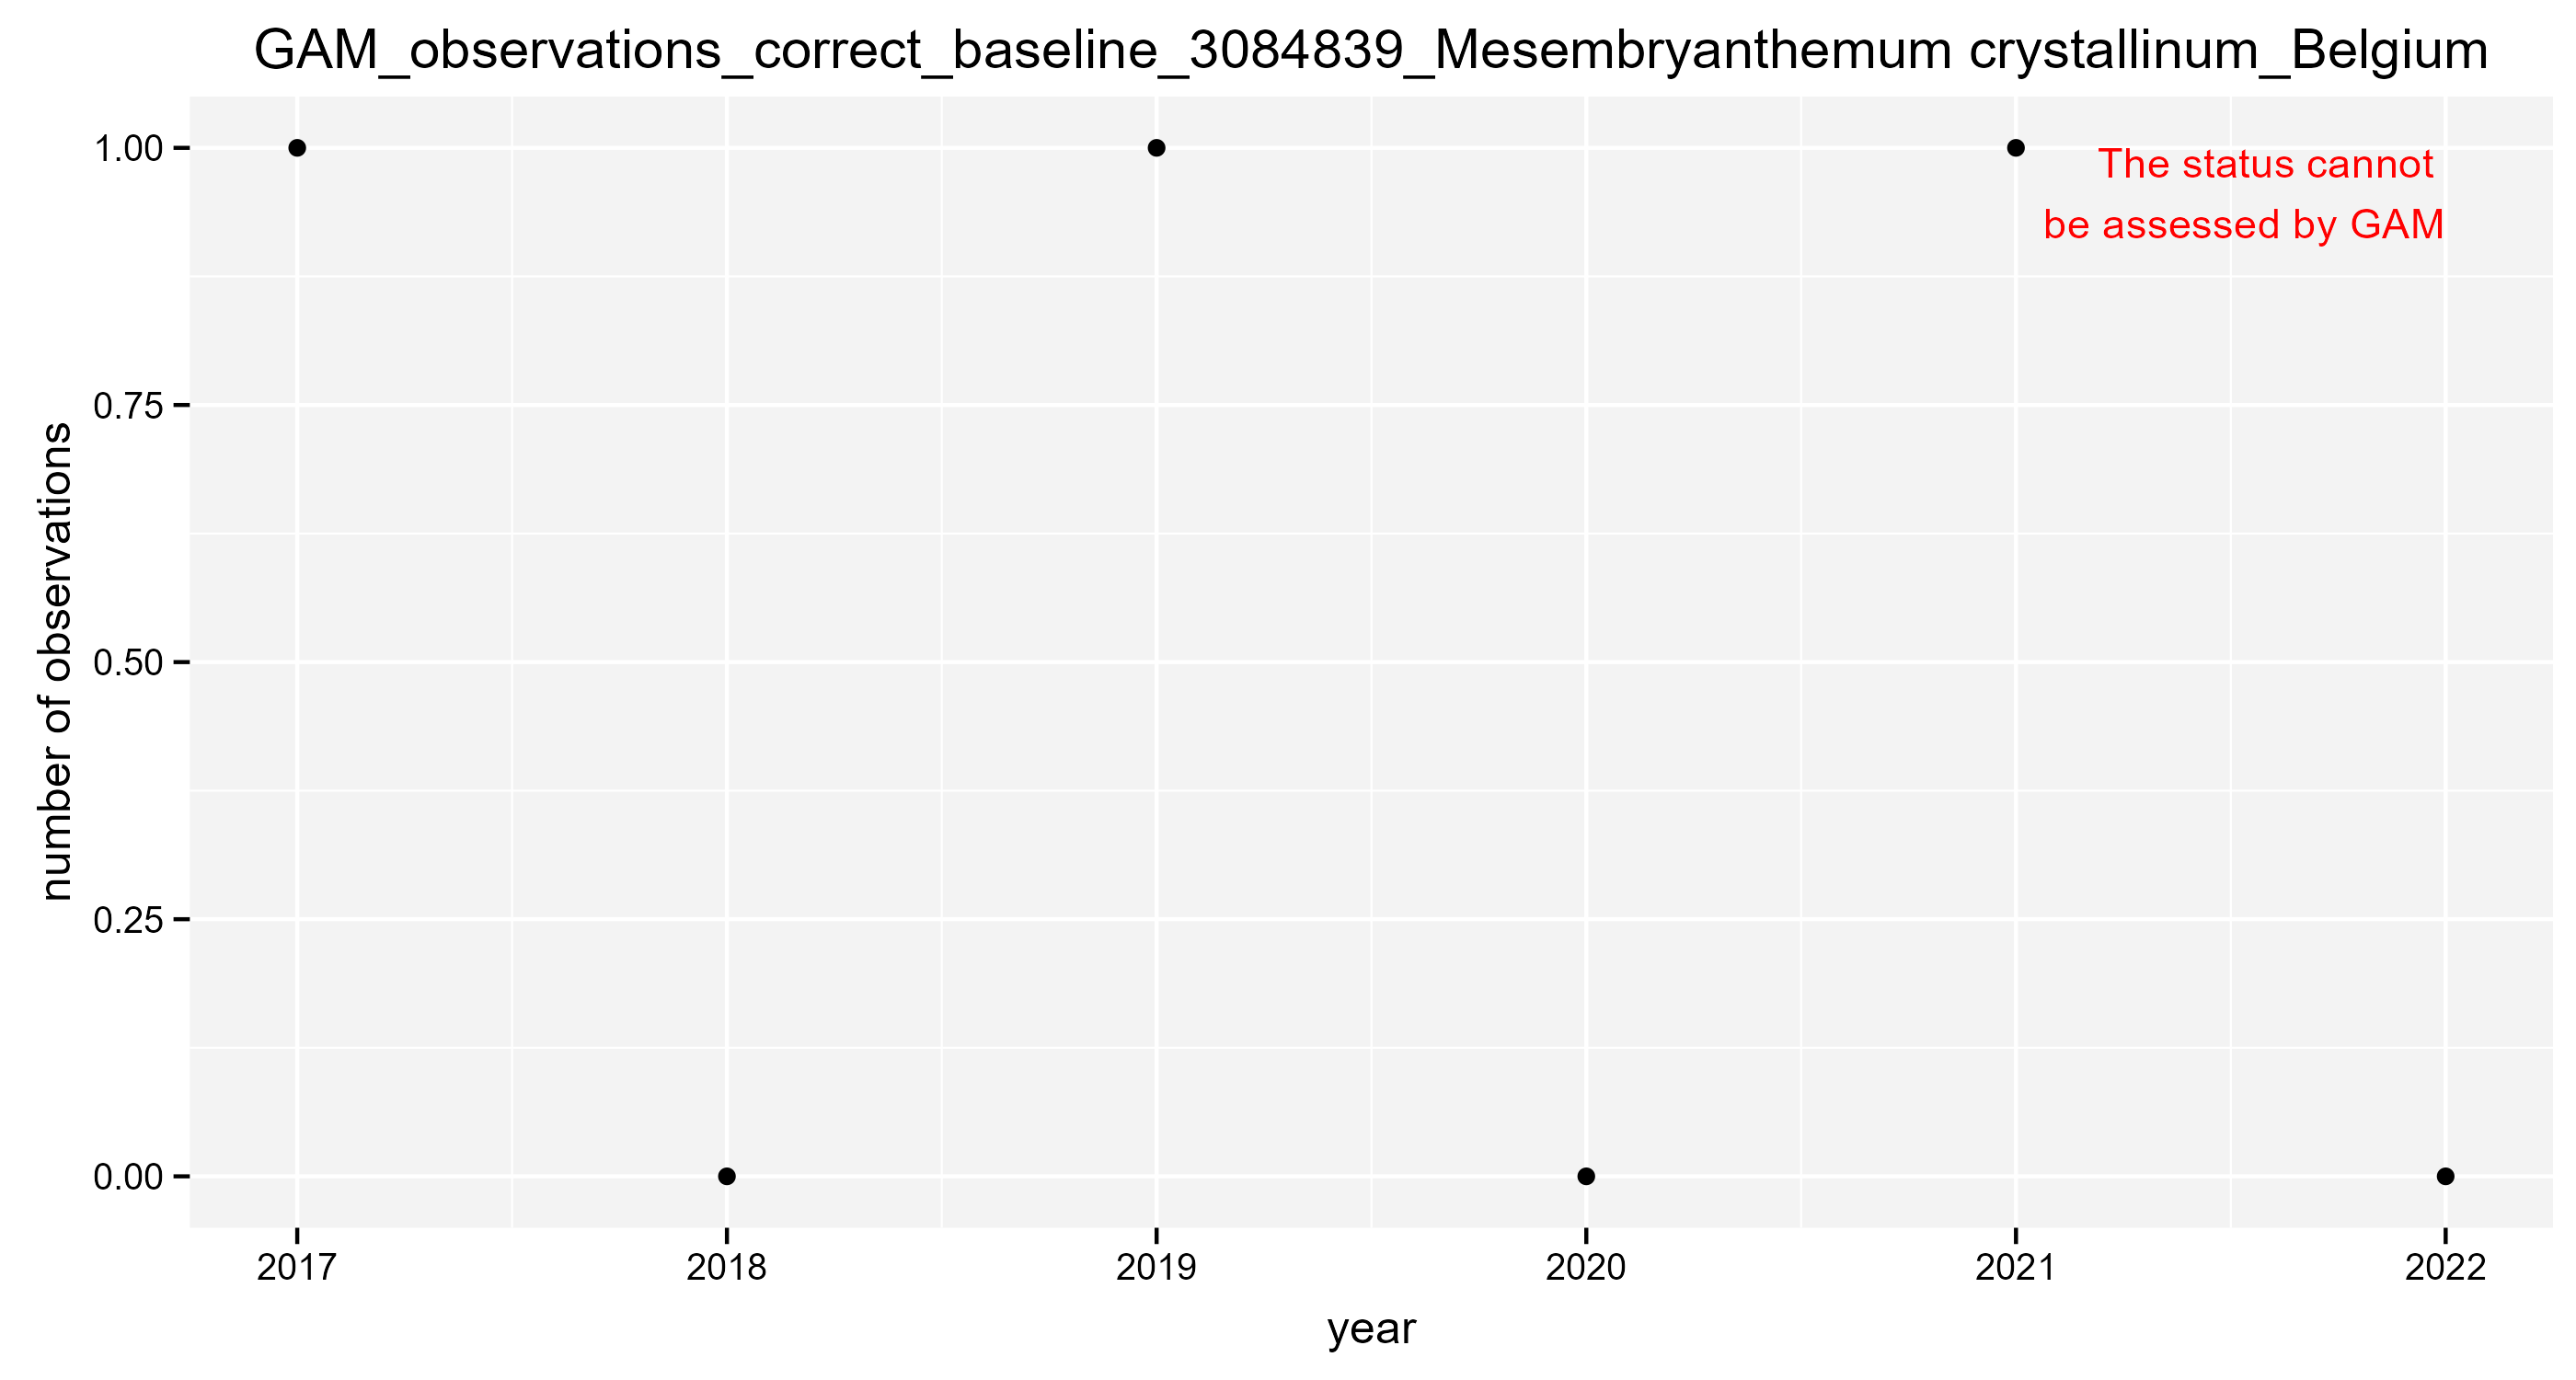 GAM_observations_correct_baseline_3084839_Mesembryanthemum crystallinum_Belgium
The status cannot
be assessed by GAM
number of observations
1.00
0.75
0.50
0.25
0.00
2017 2018 2019 2020 2021 2022
year